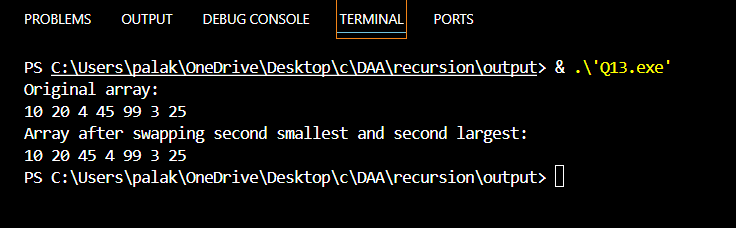 PROBLEMS OUTPUT DEBUG CONSOLE TERMINAL PORTS
PS C:\Users\palak\OneDrive\Desktop\c\DAA\recursion\output> & .\'Q13.exe'
Original array:
10 20 4 45 99 3 25
Array after swapping second smallest and second largest:
10 20 45 4 99 3 25
PS C:\Users\palak\OneDrive\Desktop\c\DAA\recursion\output>